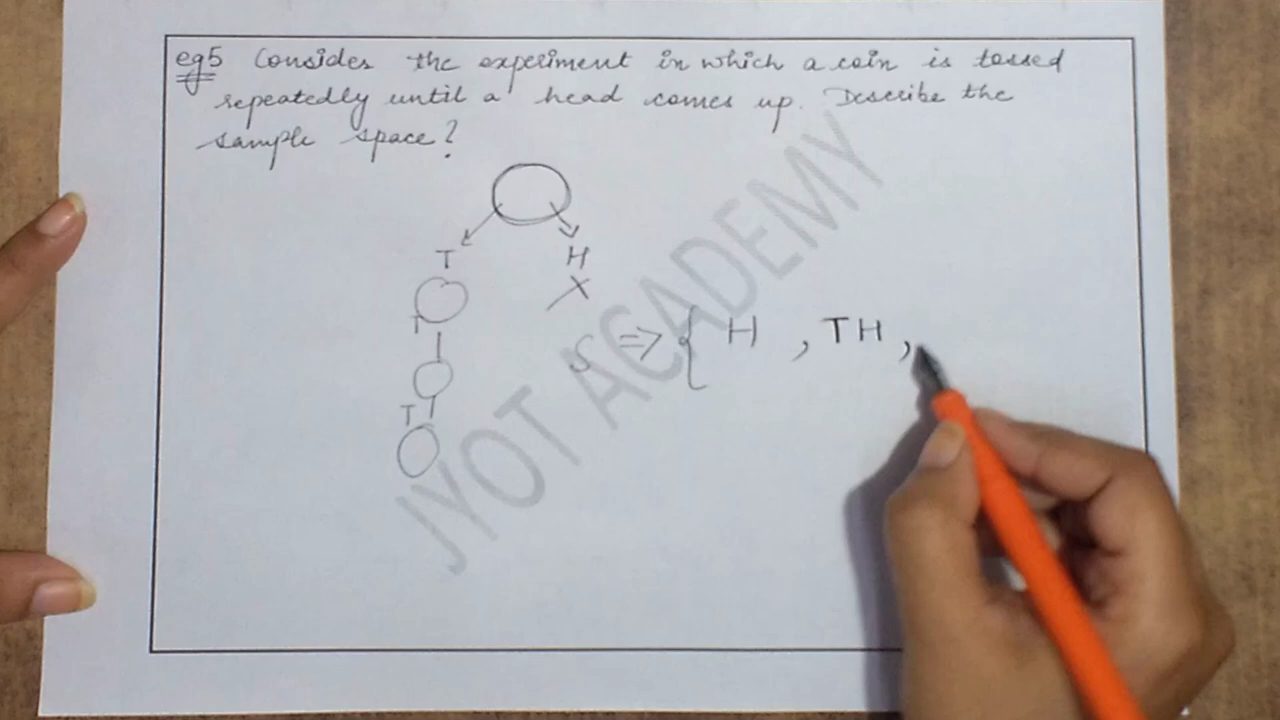 eg5 Consider the experiment in which a coin is tossed
repeatedly until a head comes up. Describe the
sample space?
T H
T
T
S => { H , TH ,
JYOT ACADEMY